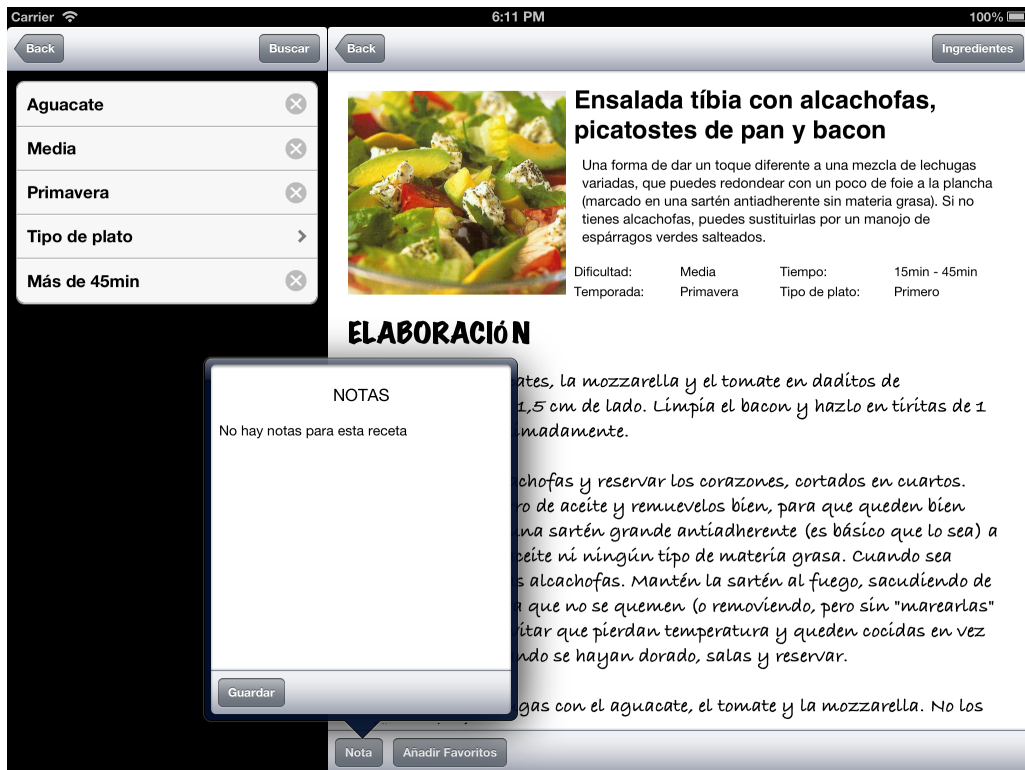 Carrier
6:11 PM
100%
Back
Buscar
Aguacate
Media
Primavera
Tipo de plato
Más de 45min
Back
Ingredientes
Ensalada tíbia con alcachofas,
picatostes de pan y bacon
Una forma de dar un toque diferente a una mezcla de lechugas
variadas, que puedes redondear con un poco de foie a la plancha
(marcado en una sartén antiadherente sin materia grasa). Si no
tienes alcachofas, puedes sustituirlas por un manojo de
espárragos verdes salteados.
Dificultad: Media Tiempo: 15min - 45min
Temporada: Primavera Tipo de plato: Primero
ELABORACIóN
ates, la mozzarella y el tomate en daditos de
1,5 cm de lado. Limpia el bacon y hazlo en tiritas de 1
imadamente.
chofas y reservar los corazones, cortados en cuartos.
ro de aceite y remuevelos bien, para que queden bien
na sartén grande antiadherente (es básico que lo sea) a
ceite ni ningún tipo de materia grasa. Cuando sea
s alcachofas. Mantén la sartén al fuego, sacudiendo de
a que no se quemen (o removiendo, pero sin "marearlas"
itar que pierdan temperatura y queden cocidas en vez
ndo se hayan dorado, salas y reservar.
gas con el aguacate, el tomate y la mozzarella. No los
NOTAS
No hay notas para esta receta
Guardar
Nota
Añadir Favoritos